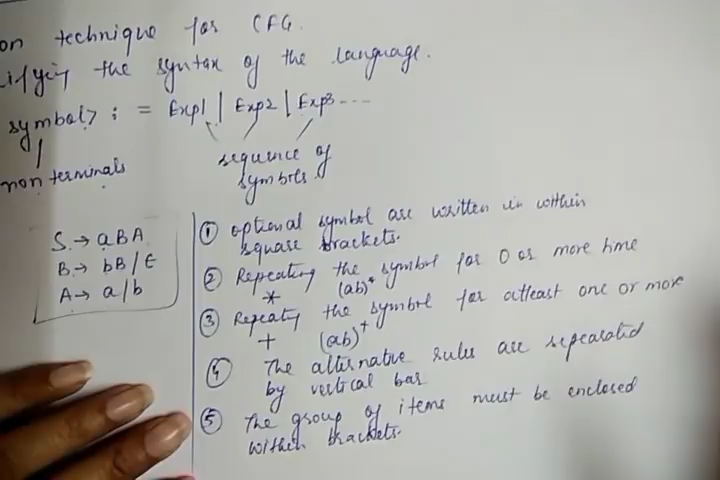 on technique for CFG.
ifying the syntax of the language.
symbol> : = Exp1 | Exp2 | Exp3 ....
non terminals
sequence of
symbols.
S → aBA
B → bB/ε
A → a/b
① optional symbol are written in within
square brackets.
② Repeating the symbol for 0 or more time
* (ab)*
③ Repeating the symbol for atleast one or more
+ (ab)+
④ The alternative rules are sepearated
by vertical bar
⑤ The group of items must be enclosed
within brackets.